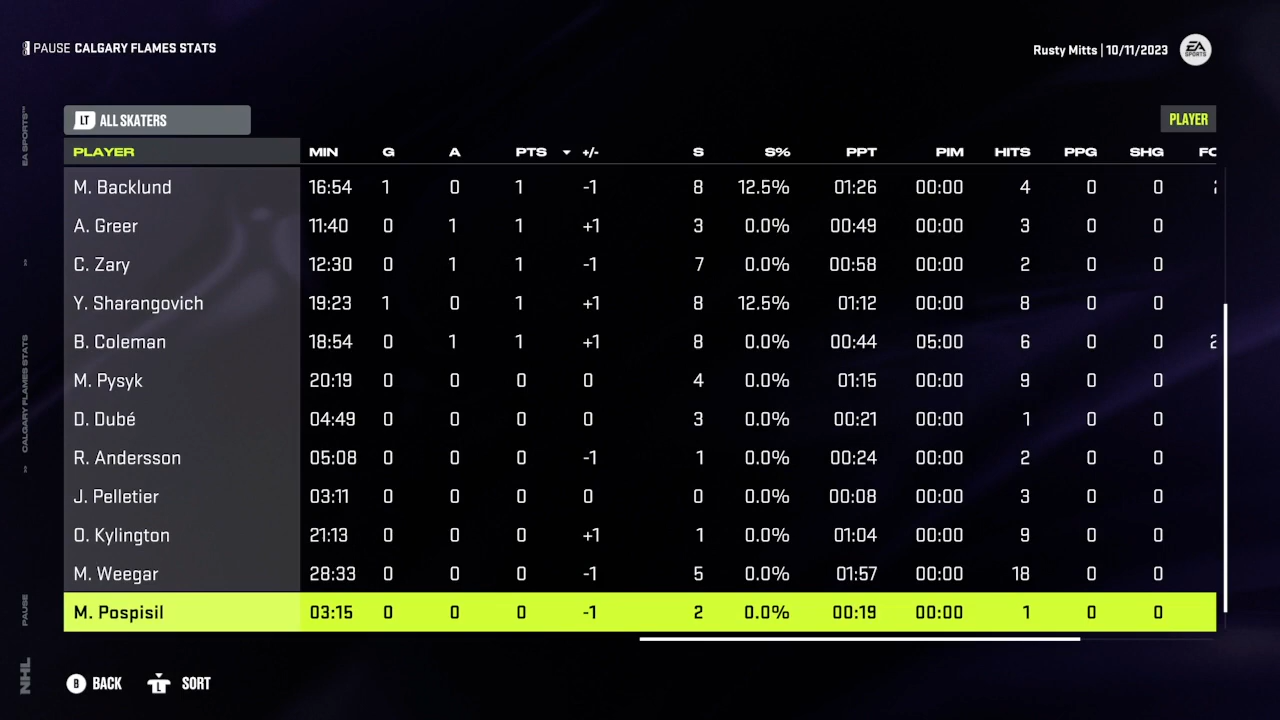 PAUSE CALGARY FLAMES STATS
Rusty Mitts | 10/11/2023
EA SPORTS
EA SPORTS™
LT ALL SKATERS
PLAYER
PLAYER MIN G A PTS +/- S S% PPT PIM HITS PPG SHG
M. Backlund 16:54 1 0 1 -1 8 12.5% 01:26 00:00 4 0 0
A. Greer 11:40 0 1 1 +1 3 0.0% 00:49 00:00 3 0 0
C. Zary 12:30 0 1 1 -1 7 0.0% 00:58 00:00 2 0 0
Y. Sharangovich 19:23 1 0 1 +1 8 12.5% 01:12 00:00 8 0 0
B. Coleman 18:54 0 1 1 +1 8 0.0% 00:44 05:00 6 0 0
M. Pysyk 20:19 0 0 0 0 4 0.0% 01:15 00:00 9 0 0
D. Dubé 04:49 0 0 0 0 3 0.0% 00:21 00:00 1 0 0
R. Andersson 05:08 0 0 0 -1 1 0.0% 00:24 00:00 2 0 0
J. Pelletier 03:11 0 0 0 0 0 0.0% 00:08 00:00 3 0 0
O. Kylington 21:13 0 0 0 +1 1 0.0% 01:04 00:00 9 0 0
M. Weegar 28:33 0 0 0 -1 5 0.0% 01:57 00:00 18 0 0
M. Pospisil 03:15 0 0 0 -1 2 0.0% 00:19 00:00 1 0 0
CALGARY FLAMES STATS
PAUSE
NHL
B BACK
L SORT